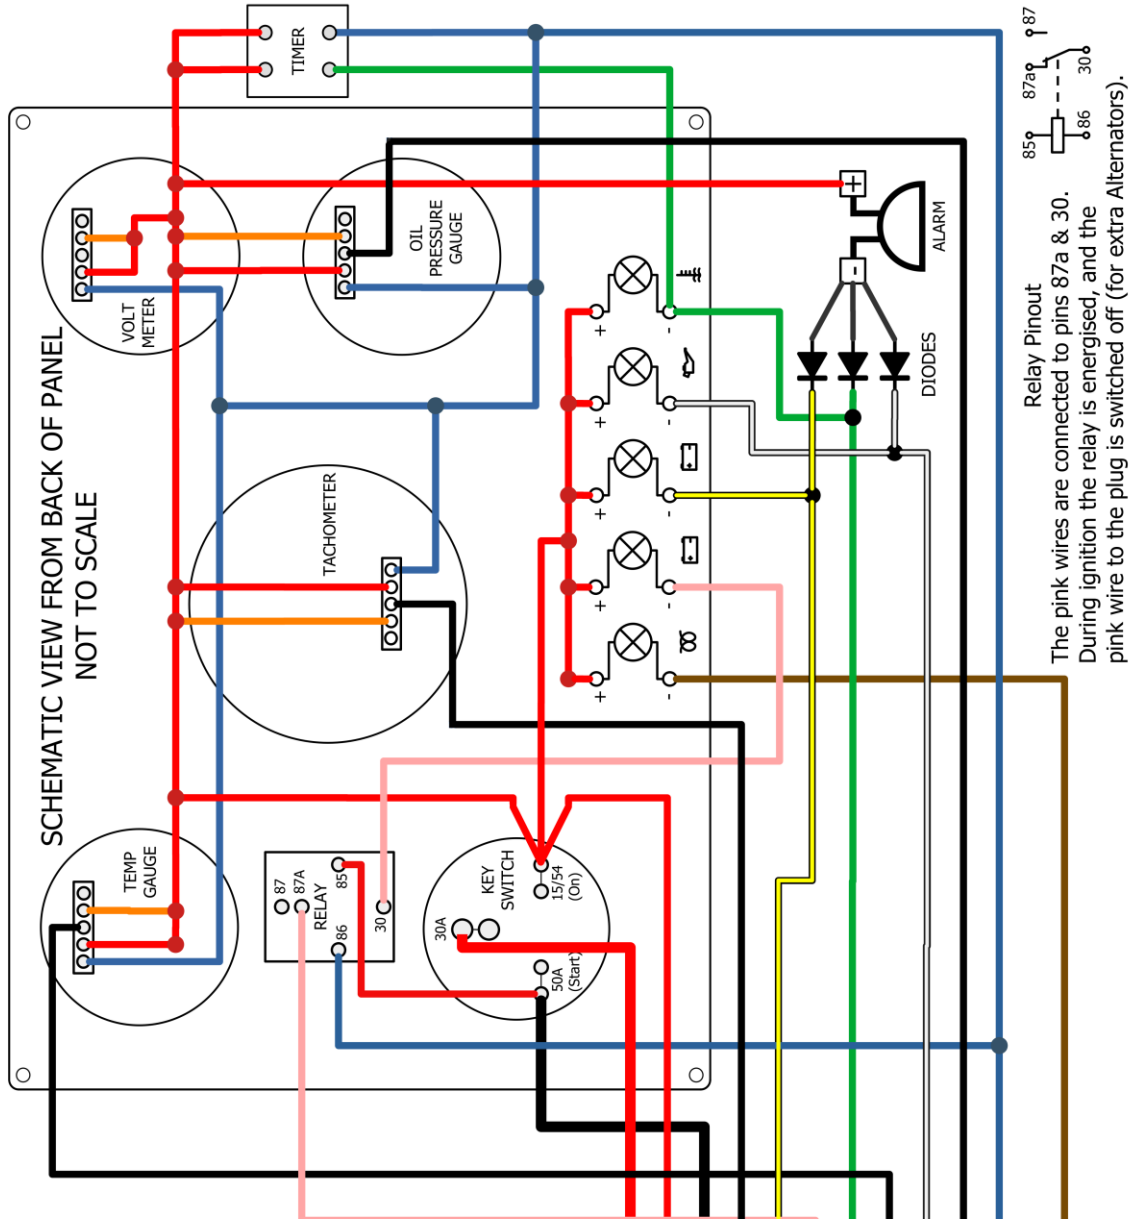 SCHEMATIC VIEW FROM BACK OF PANEL
NOT TO SCALE
TIMER
VOLT
METER
OIL
PRESSURE
GAUGE
TACHOMETER
TEMP
GAUGE
87
87A
RELAY
85
86
30
KEY
SWITCH
30A
15/54
(On)
50A
(Start)
+
-
+
-
+
-
+
-
+
-
+
-
ALARM
DIODES
87
87a
30
85
86
Relay Pinout
The pink wires are connected to pins 87a & 30.
During ignition the relay is energised, and the
pink wire to the plug is switched off (for extra Alternators).